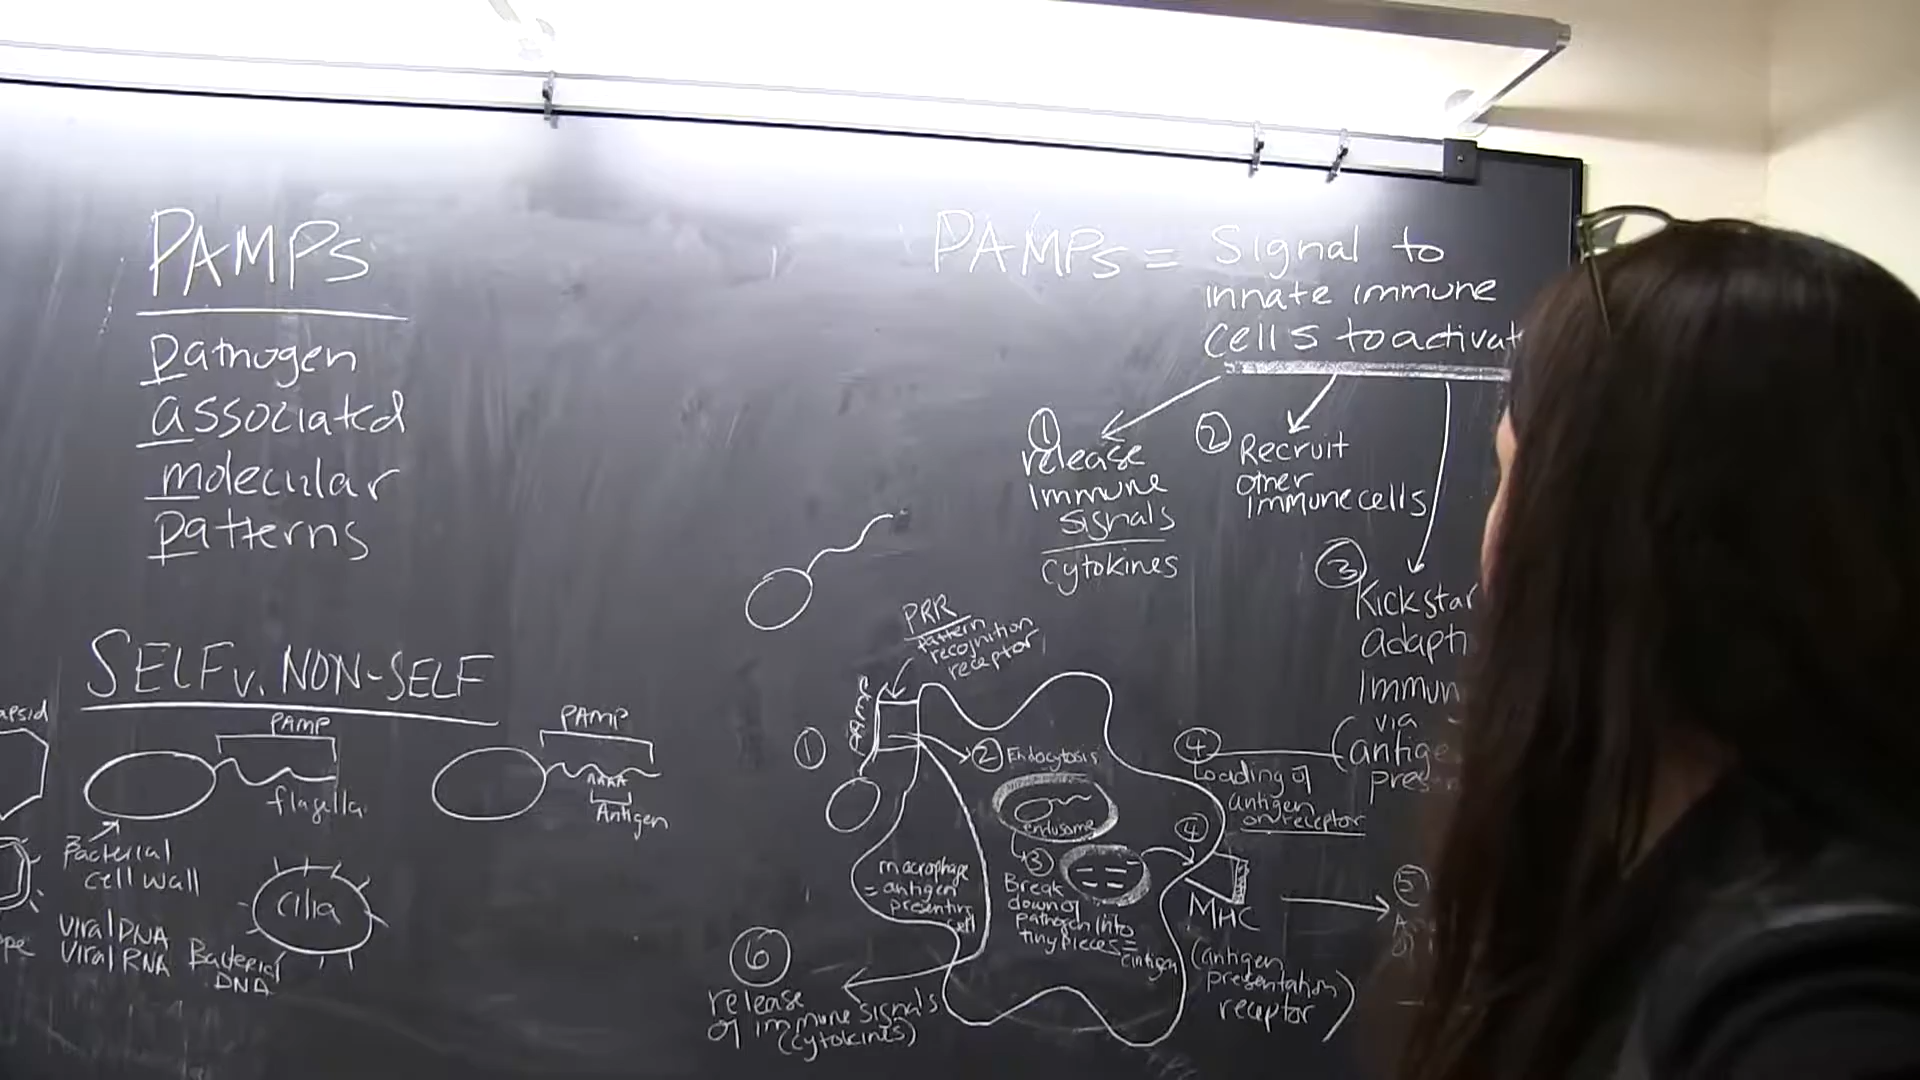 PAMPs
Pathogen
associated
molecular
patterns
SELF v. NON-SELF
PAMP
flagella
Bacterial
cell wall
Viral DNA
Viral RNA
Bacterial
DNA
Cilia
PAMP
AAAA
Antigen
PAMPs = Signal to
innate immune
cells to activat
①
release
immune
signals
cytokines
②
Recruit
other
immune cells
③
Kick star
adapti
Immun
via
(antige
pres
PRR
pattern
recognition
receptor
PAMP
①
② Endocytosis
endosome
③
Break
down of
pathogen into
tiny pieces =
antigen
macrophage
= antigen
presenting
cell
④
④
Loading of
antigen
on receptor
MHC
(antigen
presentation)
receptor
⑤
⑥
release
of immune signals
(cytokines)